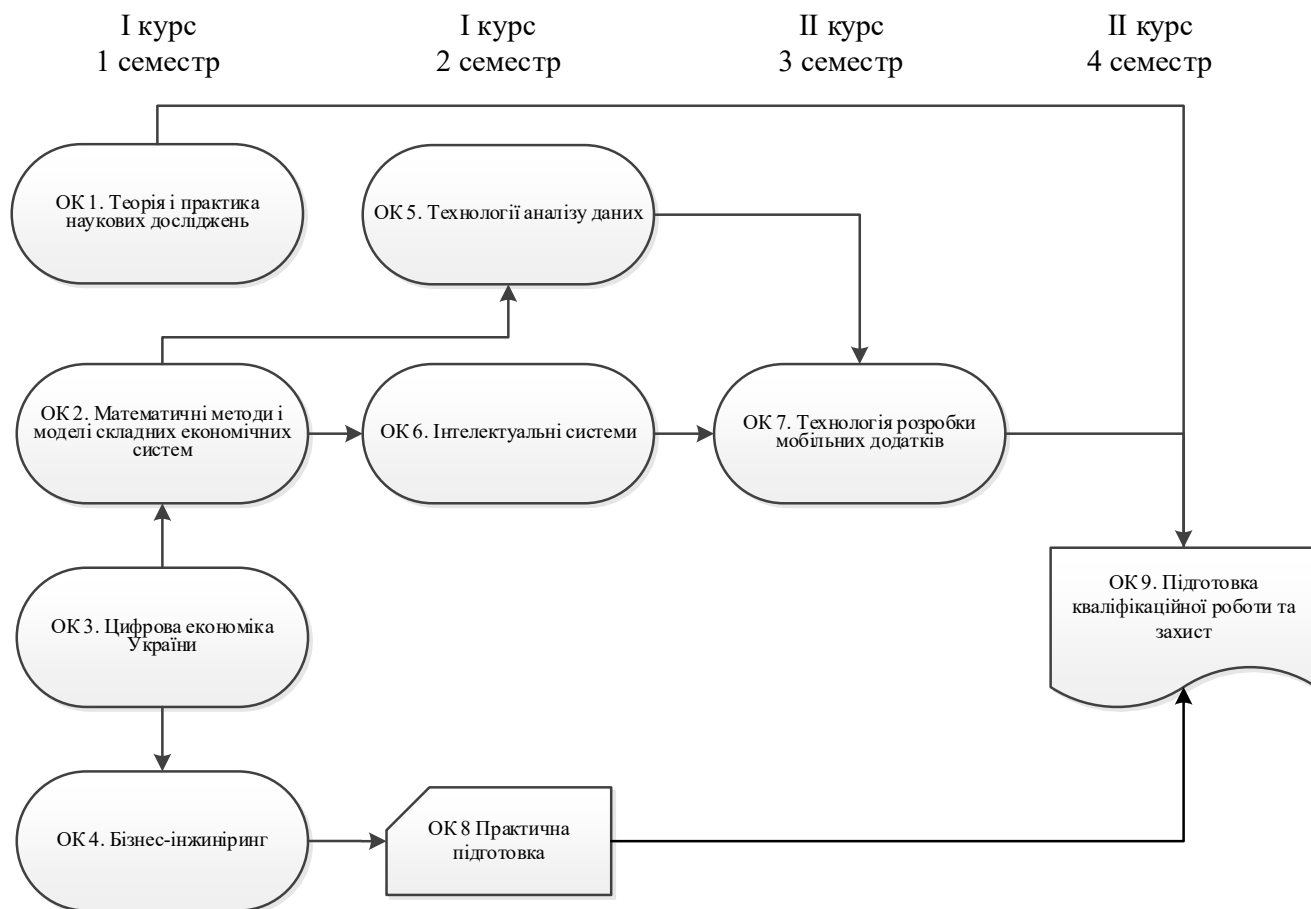 І курс
1 семестр
І курс
2 семестр
ІІ курс
3 семестр
ІІ курс
4 семестр
ОК 1. Теорія і практика
наукових досліджень
ОК 5. Технології аналізу даних
ОК 2. Математичні методи і
моделі складних економічних
систем
ОК 6. Інтелектуальні системи
ОК 7. Технологія розробки
мобільних додатків
ОК 3. Цифрова економіка
України
ОК 9. Підготовка
кваліфікаційної роботи та
захист
ОК 4. Бізнес-інжиніринг
ОК 8 Практична
підготовка